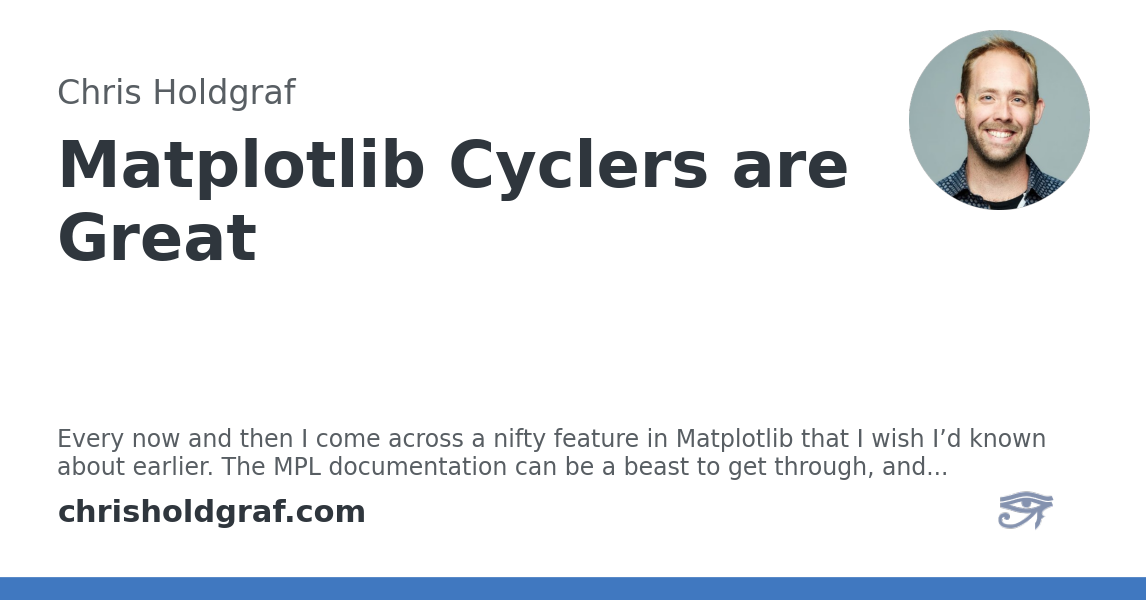 Chris Holdgraf
Matplotlib Cyclers are
Great
Every now and then I come across a nifty feature in Matplotlib that I wish I’d known
about earlier. The MPL documentation can be a beast to get through, and...
chrisholdgraf.com